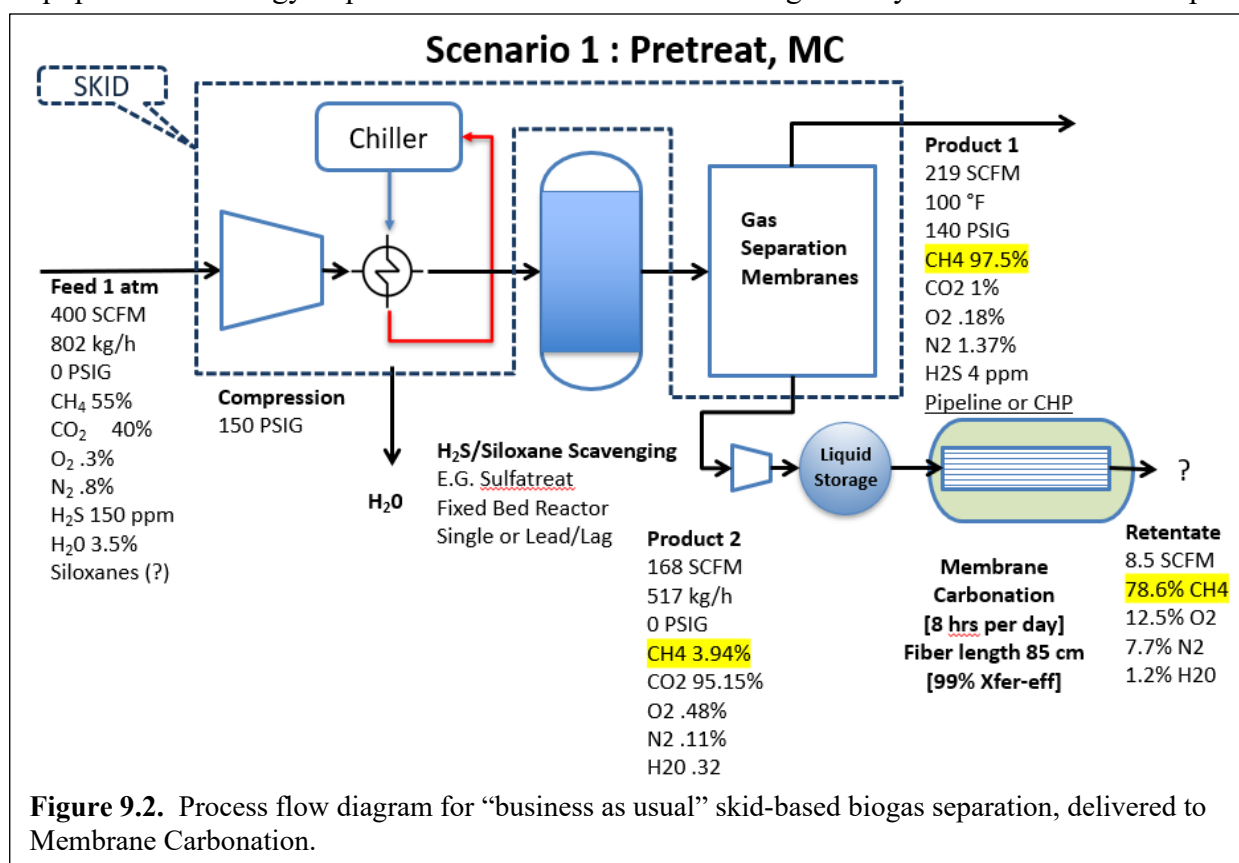 Scenario 1 : Pretreat, MC
SKID
Chiller
Gas
Separation
Membranes
Product 1
219 SCFM
100 °F
140 PSIG
CH4 97.5%
CO2 1%
O2 .18%
N2 1.37%
H2S 4 ppm
Pipeline or CHP
Feed 1 atm
400 SCFM
802 kg/h
0 PSIG
CH₄ 55%
CO₂ 40%
O₂ .3%
N₂ .8%
H₂S 150 ppm
H₂0 3.5%
Siloxanes (?)
Compression
150 PSIG
H₂0
H₂S/Siloxane Scavenging
E.G. Sulfatreat
Fixed Bed Reactor
Single or Lead/Lag
Liquid
Storage
?
Product 2
168 SCFM
517 kg/h
0 PSIG
CH4 3.94%
CO2 95.15%
O2 .48%
N2 .11%
H20 .32
Membrane
Carbonation
[8 hrs per day]
Fiber length 85 cm
[99% Xfer-eff]
Retentate
8.5 SCFM
78.6% CH4
12.5% O2
7.7% N2
1.2% H20
Figure 9.2. Process flow diagram for “business as usual” skid-based biogas separation, delivered to
Membrane Carbonation.